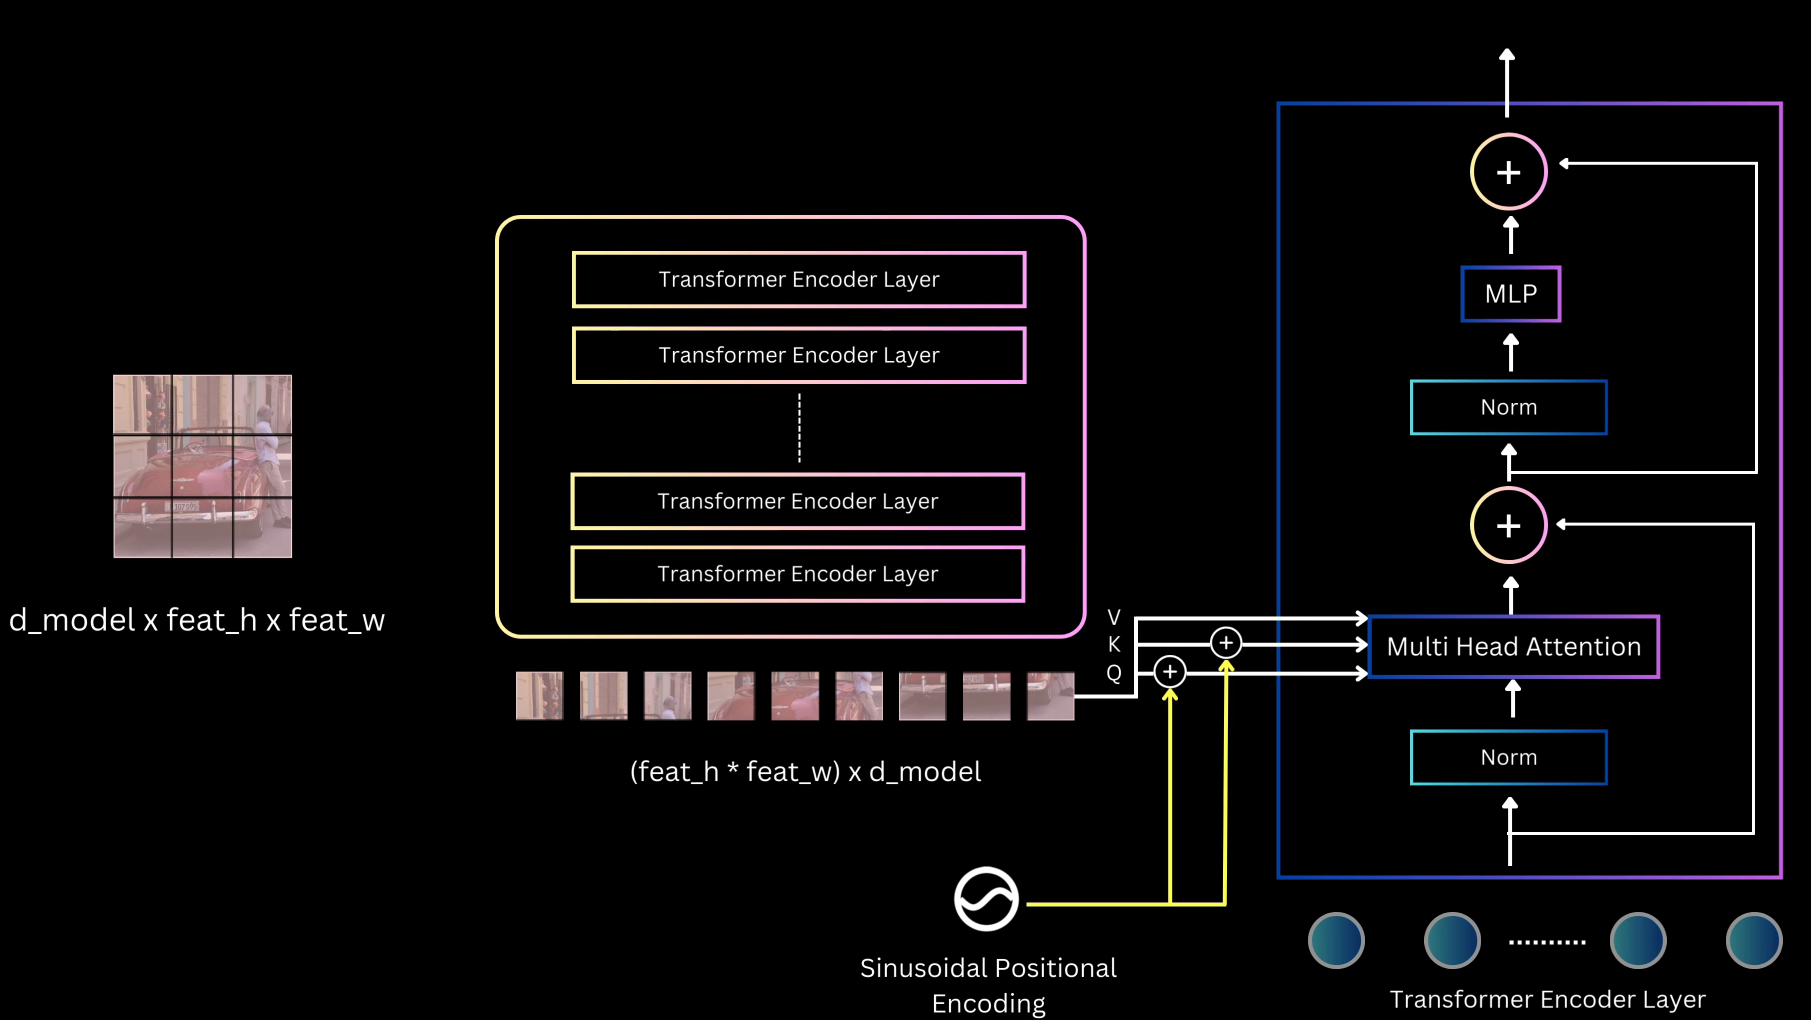 d_model x feat_h x feat_w
Transformer Encoder Layer
Transformer Encoder Layer
Transformer Encoder Layer
Transformer Encoder Layer
(feat_h * feat_w) x d_model
V
K
Q
+
+
Sinusoidal Positional
Encoding
+
MLP
Norm
+
Multi Head Attention
Norm
Transformer Encoder Layer